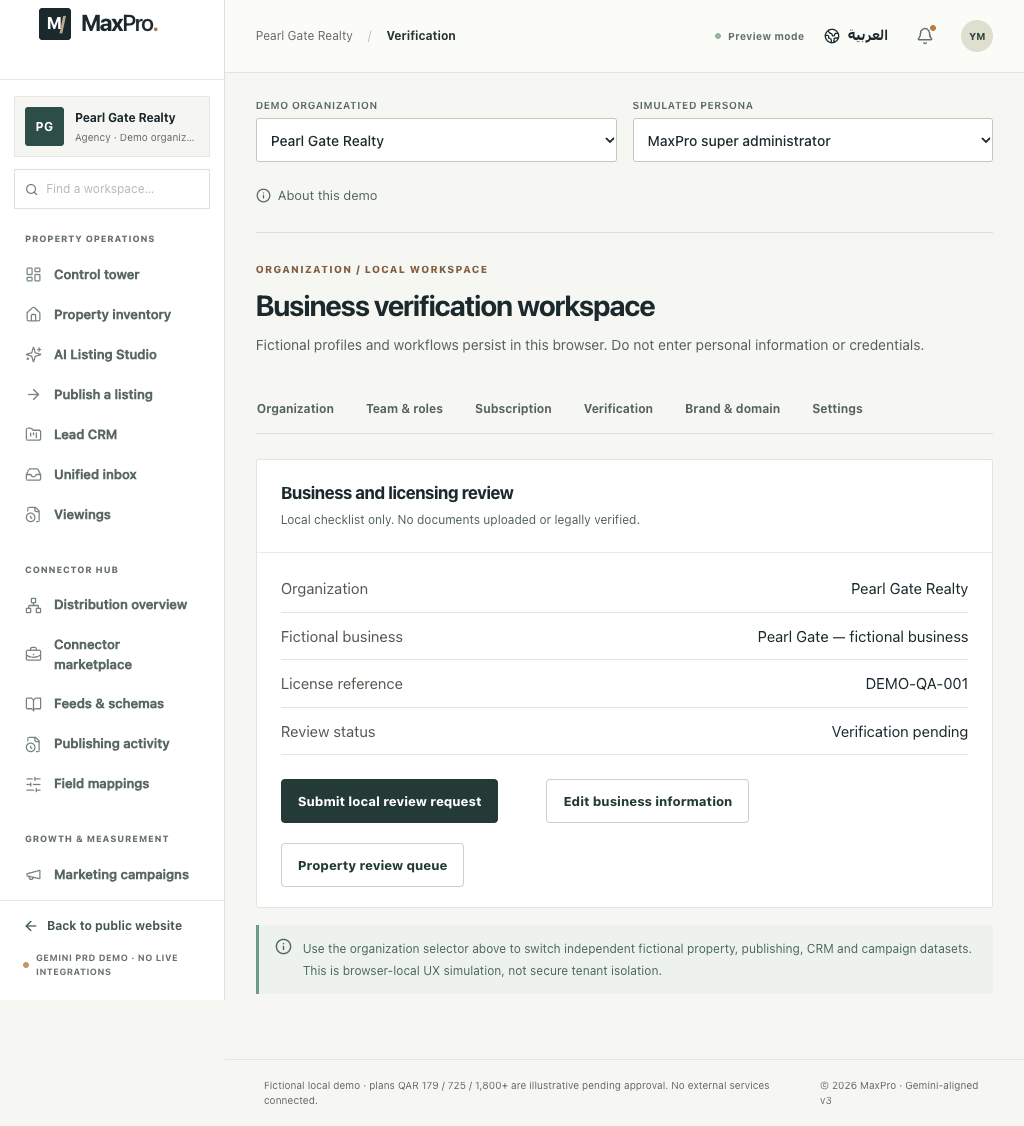 M/ MaxPro.
PG
Pearl Gate Realty
Agency · Demo organiz...
Find a workspace...
PROPERTY OPERATIONS
Control tower
Property inventory
AI Listing Studio
Publish a listing
Lead CRM
Unified inbox
Viewings
CONNECTOR HUB
Distribution overview
Connector
marketplace
Feeds & schemas
Publishing activity
Field mappings
GROWTH & MEASUREMENT
Marketing campaigns
Back to public website
GEMINI PRD DEMO · NO LIVE
INTEGRATIONS
Pearl Gate Realty / Verification
Preview mode
العربية
YM
DEMO ORGANIZATION
Pearl Gate Realty
SIMULATED PERSONA
MaxPro super administrator
About this demo
ORGANIZATION / LOCAL WORKSPACE
Business verification workspace
Fictional profiles and workflows persist in this browser. Do not enter personal information or credentials.
Organization Team & roles Subscription Verification Brand & domain Settings
Business and licensing review
Local checklist only. No documents uploaded or legally verified.
Organization Pearl Gate Realty
Fictional business Pearl Gate — fictional business
License reference DEMO-QA-001
Review status Verification pending
Submit local review request Edit business information
Property review queue
Use the organization selector above to switch independent fictional property, publishing, CRM and campaign datasets.
This is browser-local UX simulation, not secure tenant isolation.
Fictional local demo · plans QAR 179 / 725 / 1,800+ are illustrative pending approval. No external services
connected.
© 2026 MaxPro · Gemini-aligned
v3